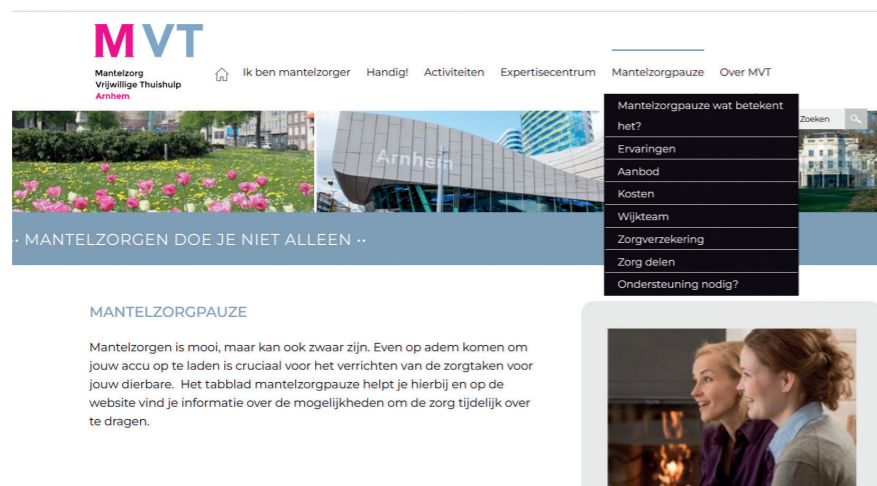 MVT
Mantelzorg
Vrijwillige Thuishulp
Arnhem
Ik ben mantelzorger Handig! Activiteiten Expertisecentrum Mantelzorgpauze Over MVT
Mantelzorgpauze wat betekent
het?
Ervaringen
Aanbod
Kosten
Wijkteam
Zorgverzekering
Zorg delen
Ondersteuning nodig?
Zoeken
Arnhem
•• MANTELZORGEN DOE JE NIET ALLEEN ••
MANTELZORGPAUZE
Mantelzorgen is mooi, maar kan ook zwaar zijn. Even op adem komen om
jouw accu op te laden is cruciaal voor het verrichten van de zorgtaken voor
jouw dierbare. Het tabblad mantelzorgpauze helpt je hierbij en op de
website vind je informatie over de mogelijkheden om de zorg tijdelijk over
te dragen.